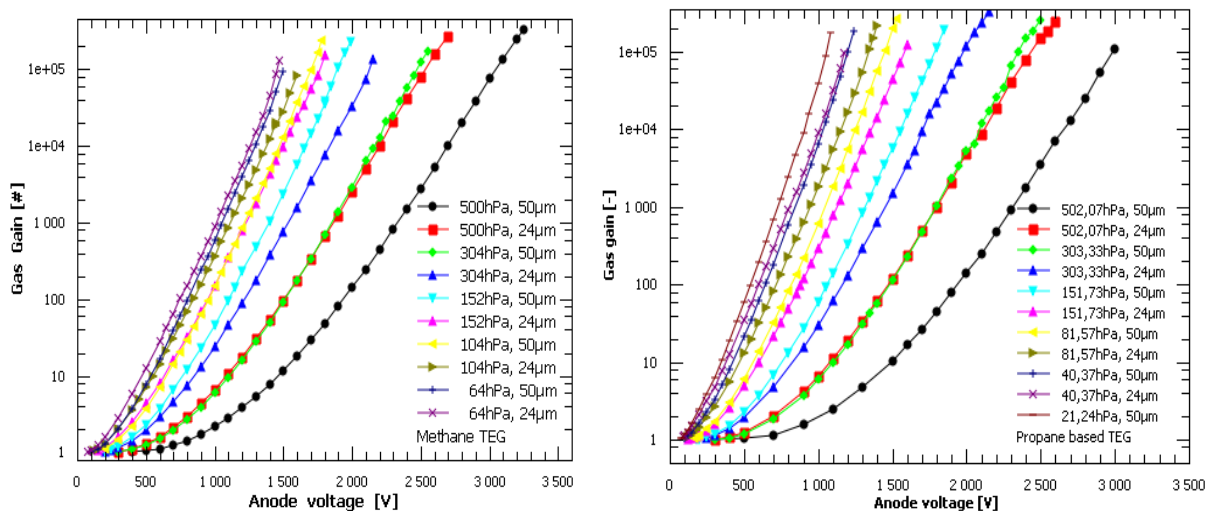 1e+05
1e+04
1 000
100
10
1
Gas Gain [#]
500hPa, 50µm
500hPa, 24µm
304hPa, 50µm
304hPa, 24µm
152hPa, 50µm
152hPa, 24µm
104hPa, 50µm
104hPa, 24µm
64hPa, 50µm
64hPa, 24µm
Methane TEG
0 500 1 000 1 500 2 000 2 500 3 000 3 500
Anode voltage [V]
1e+05
1e+04
1 000
100
10
1
Gas gain [-]
502,07hPa, 50µm
502,07hPa, 24µm
303,33hPa, 50µm
303,33hPa, 24µm
151,73hPa, 50µm
151,73hPa, 24µm
81,57hPa, 50µm
81,57hPa, 24µm
40,37hPa, 50µm
40,37hPa, 24µm
21,24hPa, 50µm
Propane based TEG
0 500 1 000 1 500 2 000 2 500 3 000 3 500
Anode voltage [V]